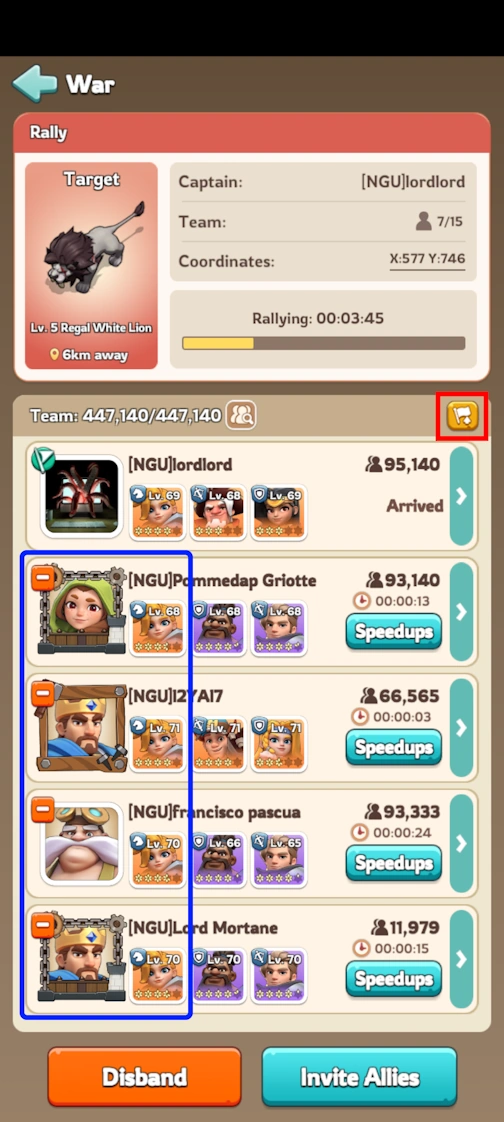 War
Rally
Target
Lv. 5 Regal White Lion
6km away
Captain: [NGU]lordlord
Team: 7/15
Coordinates: X:577 Y:746
Rallying: 00:03:45
Team: 447,140/447,140
[NGU]lordlord 95,140
Lv. 69 Lv. 68 Lv. 69
Arrived
[NGU]Pommedap Griotte 93,140
00:00:13
Lv. 68 Lv. 68 Lv. 68
Speedups
[NGU]I2YAI7 66,565
00:00:03
Lv. 71 Lv. 71 Lv. 71
Speedups
[NGU]francisco pascua 93,333
00:00:24
Lv. 70 Lv. 66 Lv. 65
Speedups
[NGU]Lord Mortane 11,979
00:00:15
Lv. 70 Lv. 70 Lv. 70
Speedups
Disband Invite Allies